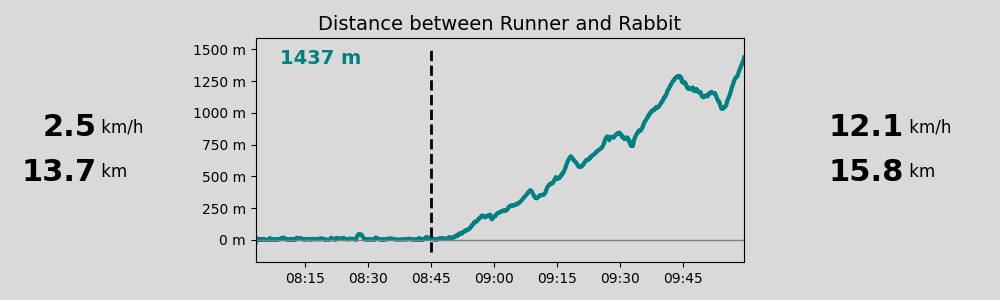 Distance between Runner and Rabbit
1437 m
1500 m
1250 m
1000 m
750 m
500 m
250 m
0 m
08:15 08:30 08:45 09:00 09:15 09:30 09:45
2.5 km/h
13.7 km
12.1 km/h
15.8 km